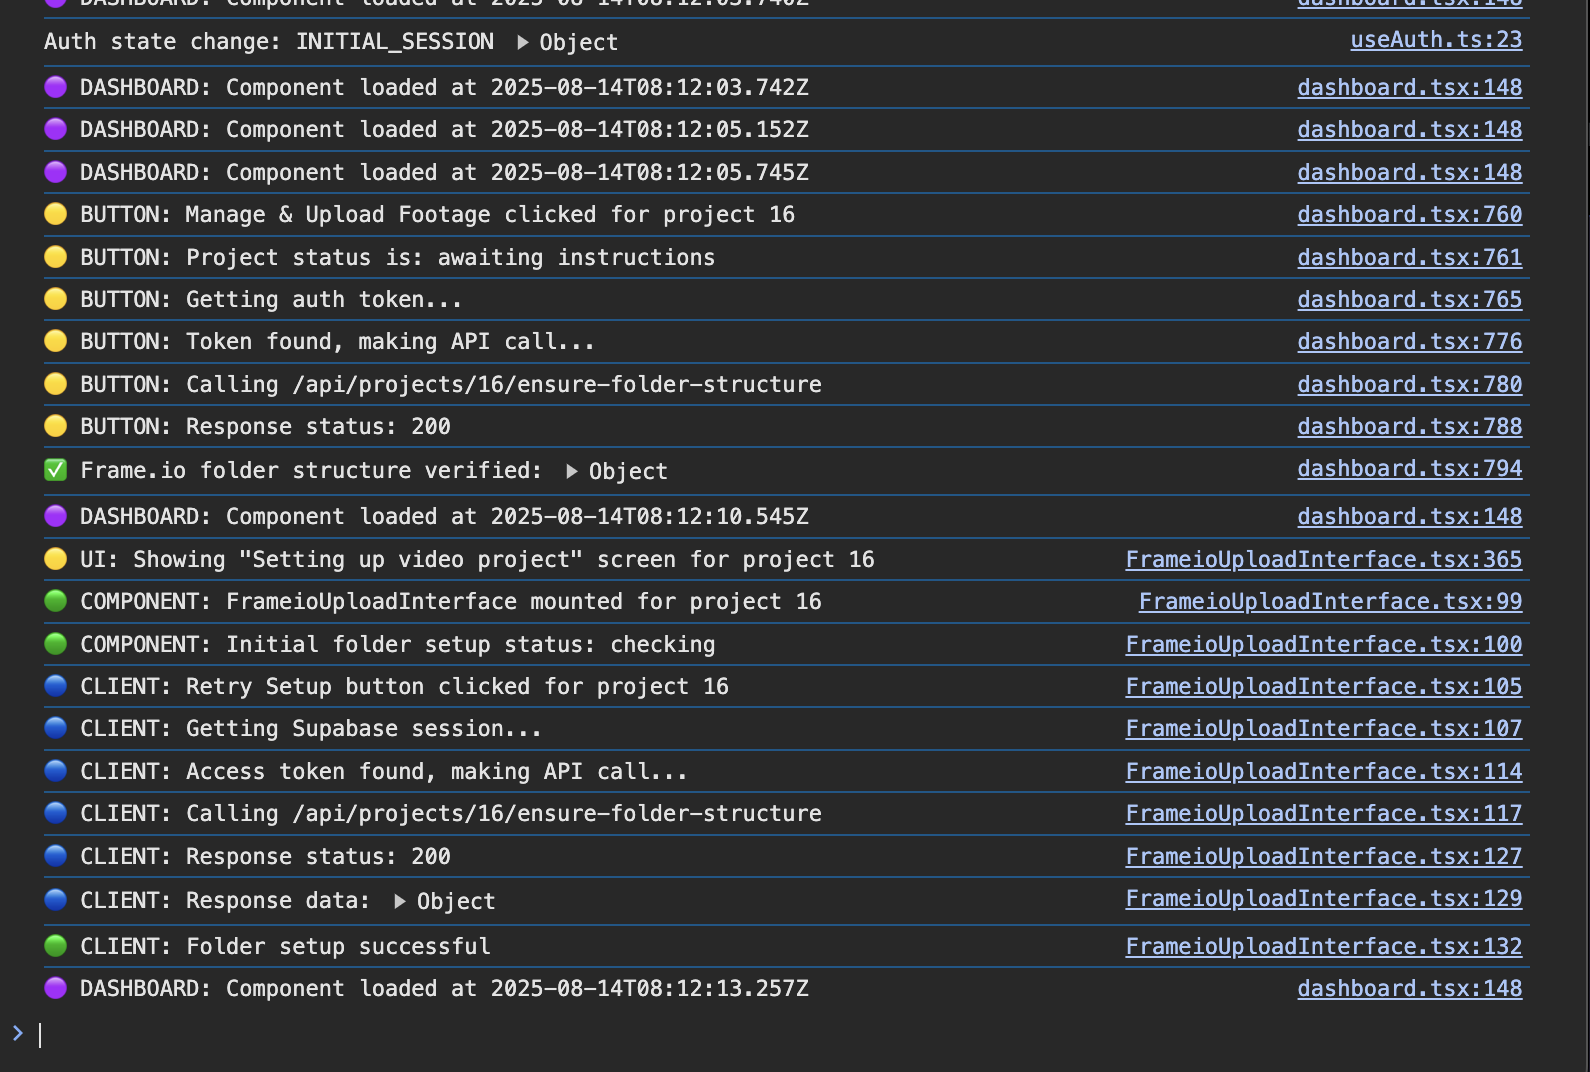 DASHBOARD: Component loaded at 2025-08-14T08:12:03.740Z dashboard.tsx:148
Auth state change: INITIAL_SESSION ▶ Object useAuth.ts:23
🟣 DASHBOARD: Component loaded at 2025-08-14T08:12:03.742Z dashboard.tsx:148
🟣 DASHBOARD: Component loaded at 2025-08-14T08:12:05.152Z dashboard.tsx:148
🟣 DASHBOARD: Component loaded at 2025-08-14T08:12:05.745Z dashboard.tsx:148
🟡 BUTTON: Manage & Upload Footage clicked for project 16 dashboard.tsx:760
🟡 BUTTON: Project status is: awaiting instructions dashboard.tsx:761
🟡 BUTTON: Getting auth token... dashboard.tsx:765
🟡 BUTTON: Token found, making API call... dashboard.tsx:776
🟡 BUTTON: Calling /api/projects/16/ensure-folder-structure dashboard.tsx:780
🟡 BUTTON: Response status: 200 dashboard.tsx:788
✅ Frame.io folder structure verified: ▶ Object dashboard.tsx:794
🟣 DASHBOARD: Component loaded at 2025-08-14T08:12:10.545Z dashboard.tsx:148
🟡 UI: Showing "Setting up video project" screen for project 16 FrameioUploadInterface.tsx:365
🟢 COMPONENT: FrameioUploadInterface mounted for project 16 FrameioUploadInterface.tsx:99
🟢 COMPONENT: Initial folder setup status: checking FrameioUploadInterface.tsx:100
🔵 CLIENT: Retry Setup button clicked for project 16 FrameioUploadInterface.tsx:105
🔵 CLIENT: Getting Supabase session... FrameioUploadInterface.tsx:107
🔵 CLIENT: Access token found, making API call... FrameioUploadInterface.tsx:114
🔵 CLIENT: Calling /api/projects/16/ensure-folder-structure FrameioUploadInterface.tsx:117
🔵 CLIENT: Response status: 200 FrameioUploadInterface.tsx:127
🔵 CLIENT: Response data: ▶ Object FrameioUploadInterface.tsx:129
🟢 CLIENT: Folder setup successful FrameioUploadInterface.tsx:132
🟣 DASHBOARD: Component loaded at 2025-08-14T08:12:13.257Z dashboard.tsx:148